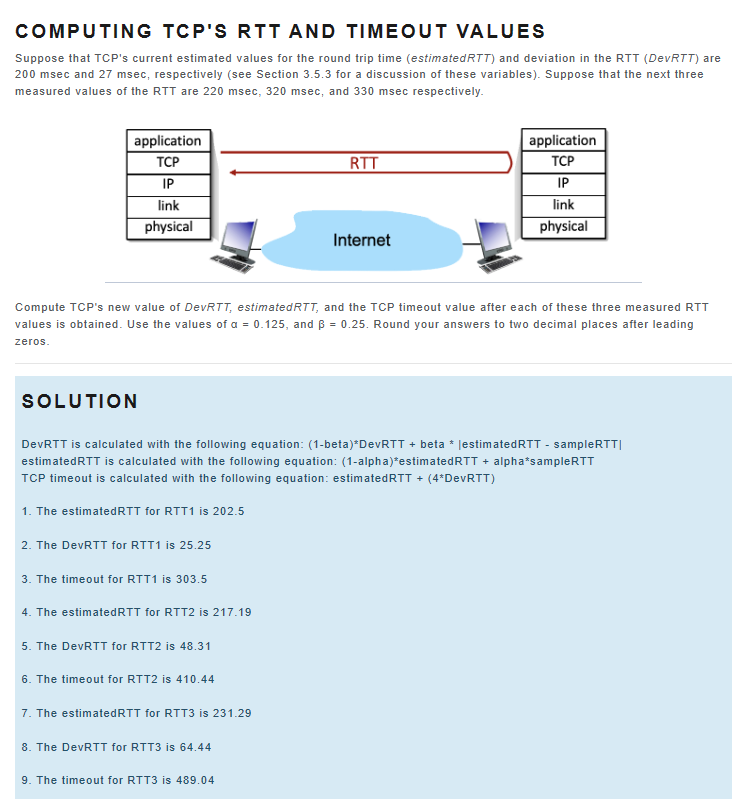 COMPUTING TCP'S RTT AND TIMEOUT VALUES
Suppose that TCP's current estimated values for the round trip time (estimatedRTT) and deviation in the RTT (DevRTT) are
200 msec and 27 msec, respectively (see Section 3.5.3 for a discussion of these variables). Suppose that the next three
measured values of the RTT are 220 msec, 320 msec, and 330 msec respectively.
application
TCP
IP
link
physical
RTT
Internet
application
TCP
IP
link
physical
Compute TCP's new value of DevRTT, estimatedRTT, and the TCP timeout value after each of these three measured RTT
values is obtained. Use the values of α = 0.125, and β = 0.25. Round your answers to two decimal places after leading
zeros.
SOLUTION
DevRTT is calculated with the following equation: (1-beta)*DevRTT + beta * |estimatedRTT - sampleRTT|
estimatedRTT is calculated with the following equation: (1-alpha)*estimatedRTT + alpha*sampleRTT
TCP timeout is calculated with the following equation: estimatedRTT + (4*DevRTT)
1. The estimatedRTT for RTT1 is 202.5
2. The DevRTT for RTT1 is 25.25
3. The timeout for RTT1 is 303.5
4. The estimatedRTT for RTT2 is 217.19
5. The DevRTT for RTT2 is 48.31
6. The timeout for RTT2 is 410.44
7. The estimatedRTT for RTT3 is 231.29
8. The DevRTT for RTT3 is 64.44
9. The timeout for RTT3 is 489.04